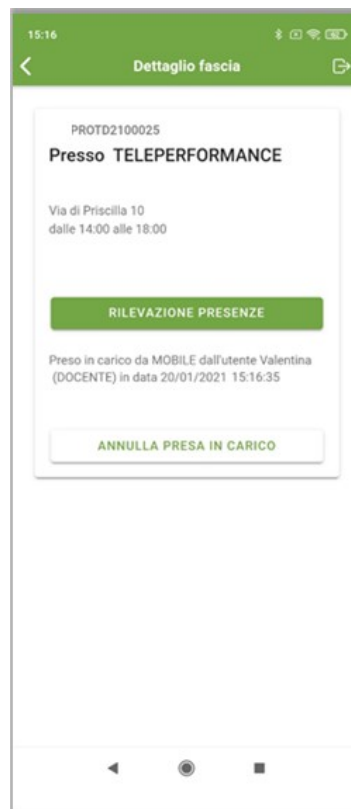 15:16
Dettaglio fascia
PROTD2100025
Presso TELEPERFORMANCE
Via di Priscilla 10
dalle 14:00 alle 18:00
RILEVAZIONE PRESENZE
Preso in carico da MOBILE dall'utente Valentina
(DOCENTE) in data 20/01/2021 15:16:35
ANNULLA PRESA IN CARICO